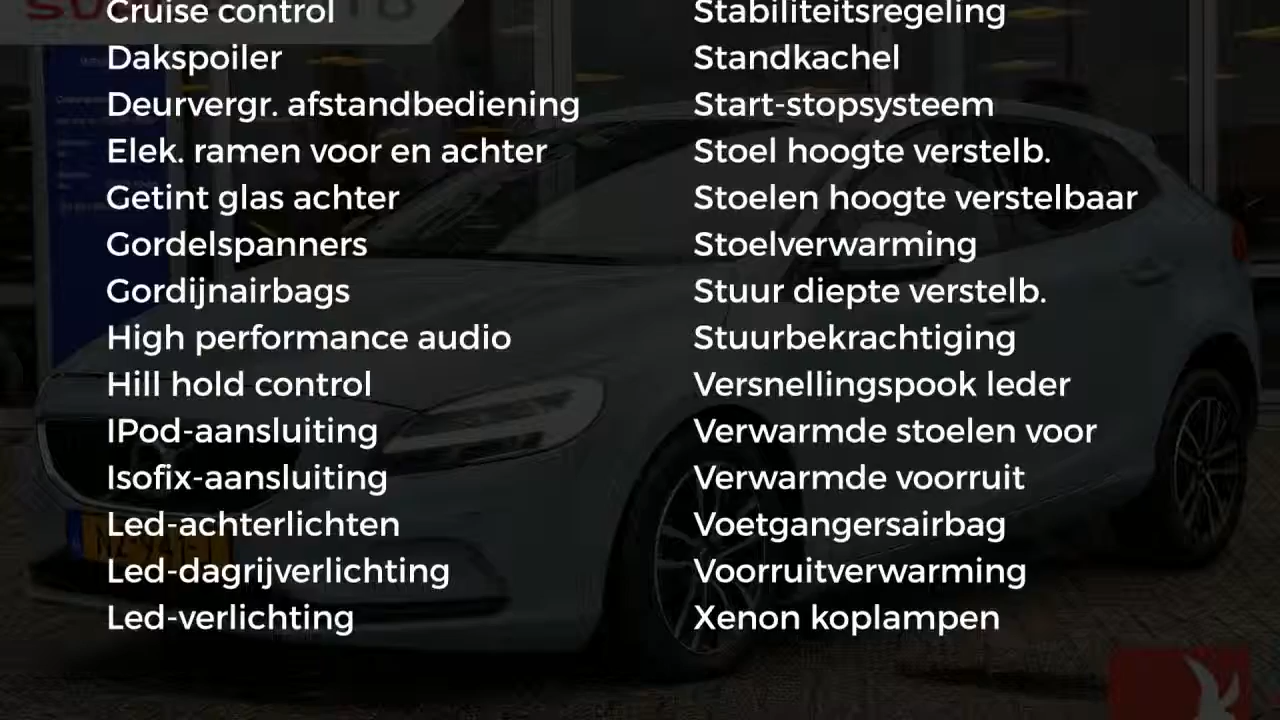 Cruise control
Dakspoiler
Deurvergr. afstandbediening
Elek. ramen voor en achter
Getint glas achter
Gordelspanners
Gordijnairbags
High performance audio
Hill hold control
IPod-aansluiting
Isofix-aansluiting
Led-achterlichten
Led-dagrijverlichting
Led-verlichting
Stabiliteitsregeling
Standkachel
Start-stopsysteem
Stoel hoogte verstelb.
Stoelen hoogte verstelbaar
Stoelverwarming
Stuur diepte verstelb.
Stuurbekrachtiging
Versnellingspook leder
Verwarmde stoelen voor
Verwarmde voorruit
Voetgangersairbag
Voorruitverwarming
Xenon koplampen